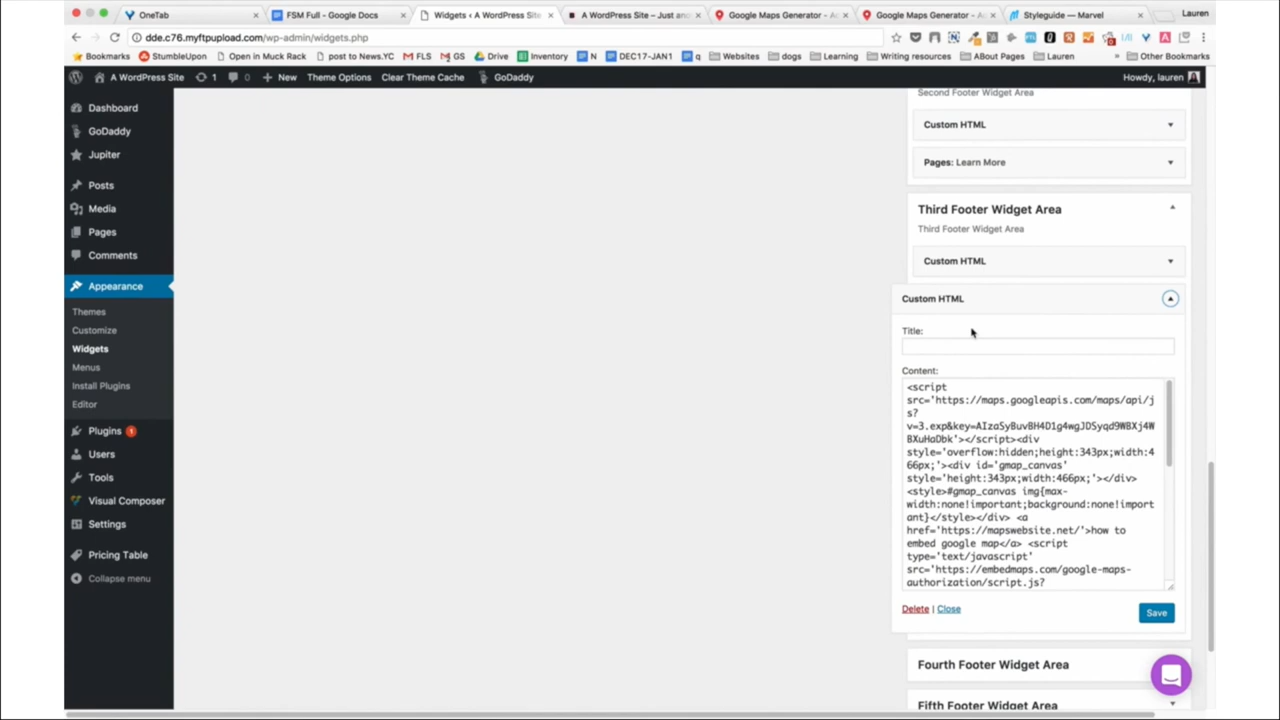 OneTab
FSM Full - Google Docs
Widgets ‹ A WordPress Site
A WordPress Site – Just an
Google Maps Generator - Ad
Google Maps Generator - Ad
Styleguide — Marvel
Lauren
dde.c76.myftpupload.com/wp-admin/widgets.php
Bookmarks StumbleUpon Open in Muck Rack post to News.YC FLS GS Drive Inventory N DEC17-JAN1 q Websites dogs Learning Writing resources ABout Pages Lauren » Other Bookmarks
A WordPress Site 1 0 + New Theme Options Clear Theme Cache GoDaddy Howdy, lauren
Dashboard
GoDaddy
Jupiter
Posts
Media
Pages
Comments
Appearance
Themes
Customize
Widgets
Menus
Install Plugins
Editor
Plugins 1
Users
Tools
Visual Composer
Settings
Pricing Table
Collapse menu
Second Footer Widget Area
Custom HTML
Pages: Learn More
Third Footer Widget Area
Third Footer Widget Area
Custom HTML
Custom HTML
Title:
Content:
<script
src='https://maps.googleapis.com/maps/api/j
s?
v=3.exp&key=AIzaSyBuvBH4D1g4wgJDSyqd9WBXj4W
BXuHaDbk'></script><div
style='overflow:hidden;height:343px;width:4
66px;'><div id='gmap_canvas'
style='height:343px;width:466px;'></div>
<style>#gmap_canvas img{max-
width:none!important;background:none!import
ant}</style></div> <a
href='https://mapswebsite.net/'>how to
embed google map</a> <script
type='text/javascript'
src='https://embedmaps.com/google-maps-
authorization/script.js?
Delete | Close
Save
Fourth Footer Widget Area
Fifth Footer Widget Area